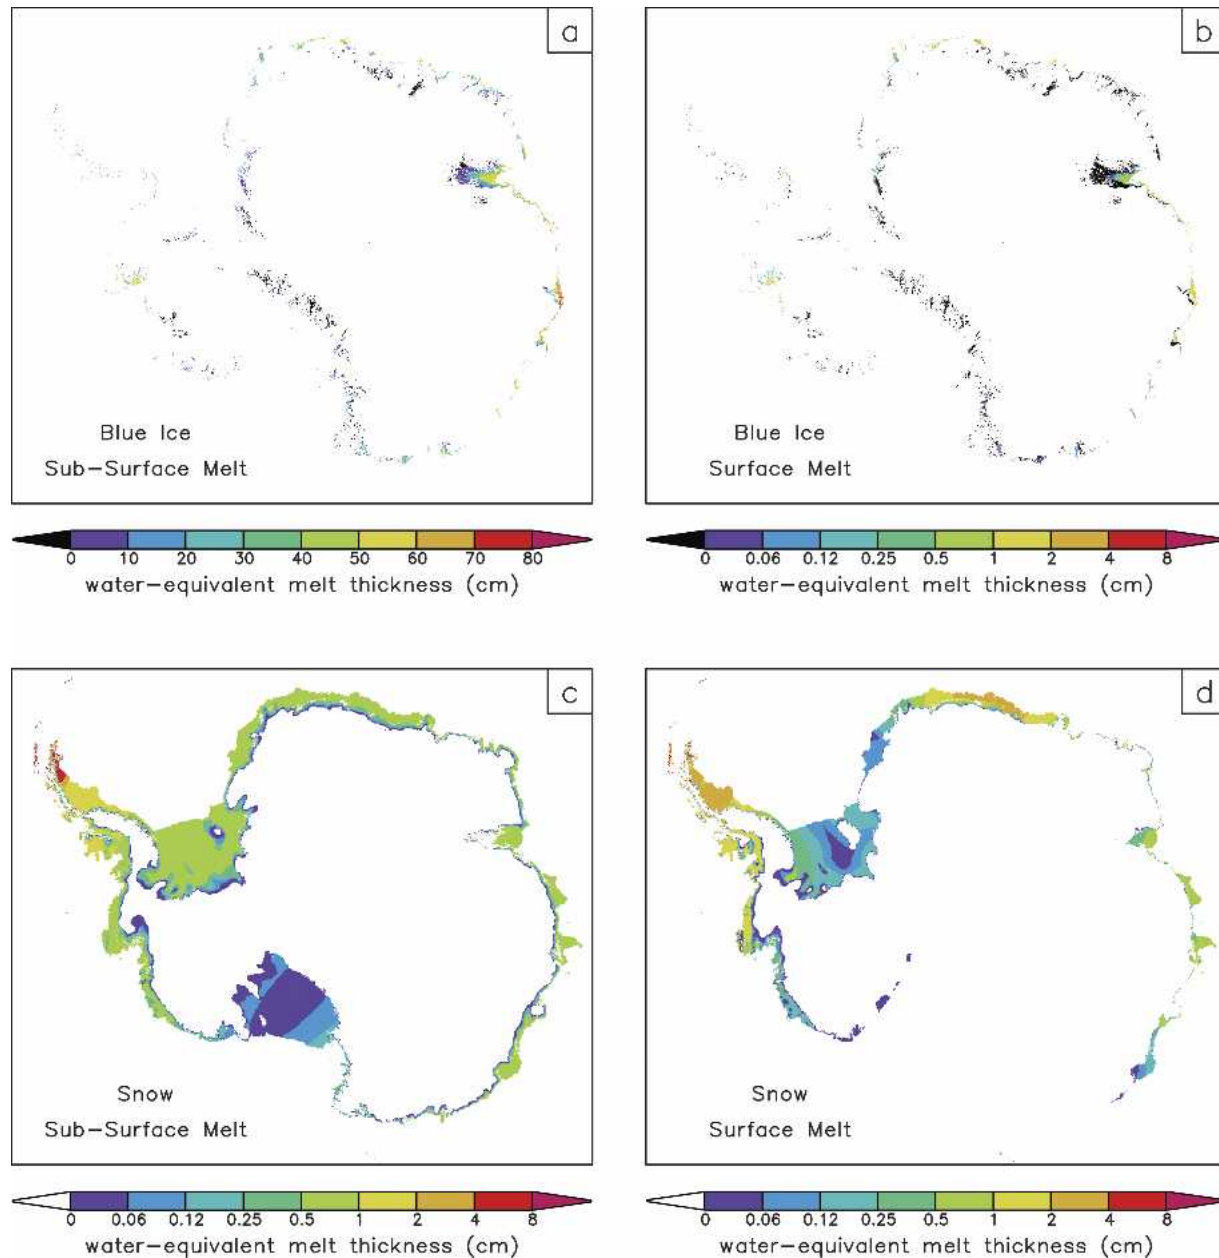 a
Blue Ice
Sub-Surface Melt
0 10 20 30 40 50 60 70 80
water-equivalent melt thickness (cm)
b
Blue Ice
Surface Melt
0 0.06 0.12 0.25 0.5 1 2 4 8
water-equivalent melt thickness (cm)
c
Snow
Sub-Surface Melt
0 0.06 0.12 0.25 0.5 1 2 4 8
water-equivalent melt thickness (cm)
d
Snow
Surface Melt
0 0.06 0.12 0.25 0.5 1 2 4 8
water-equivalent melt thickness (cm)